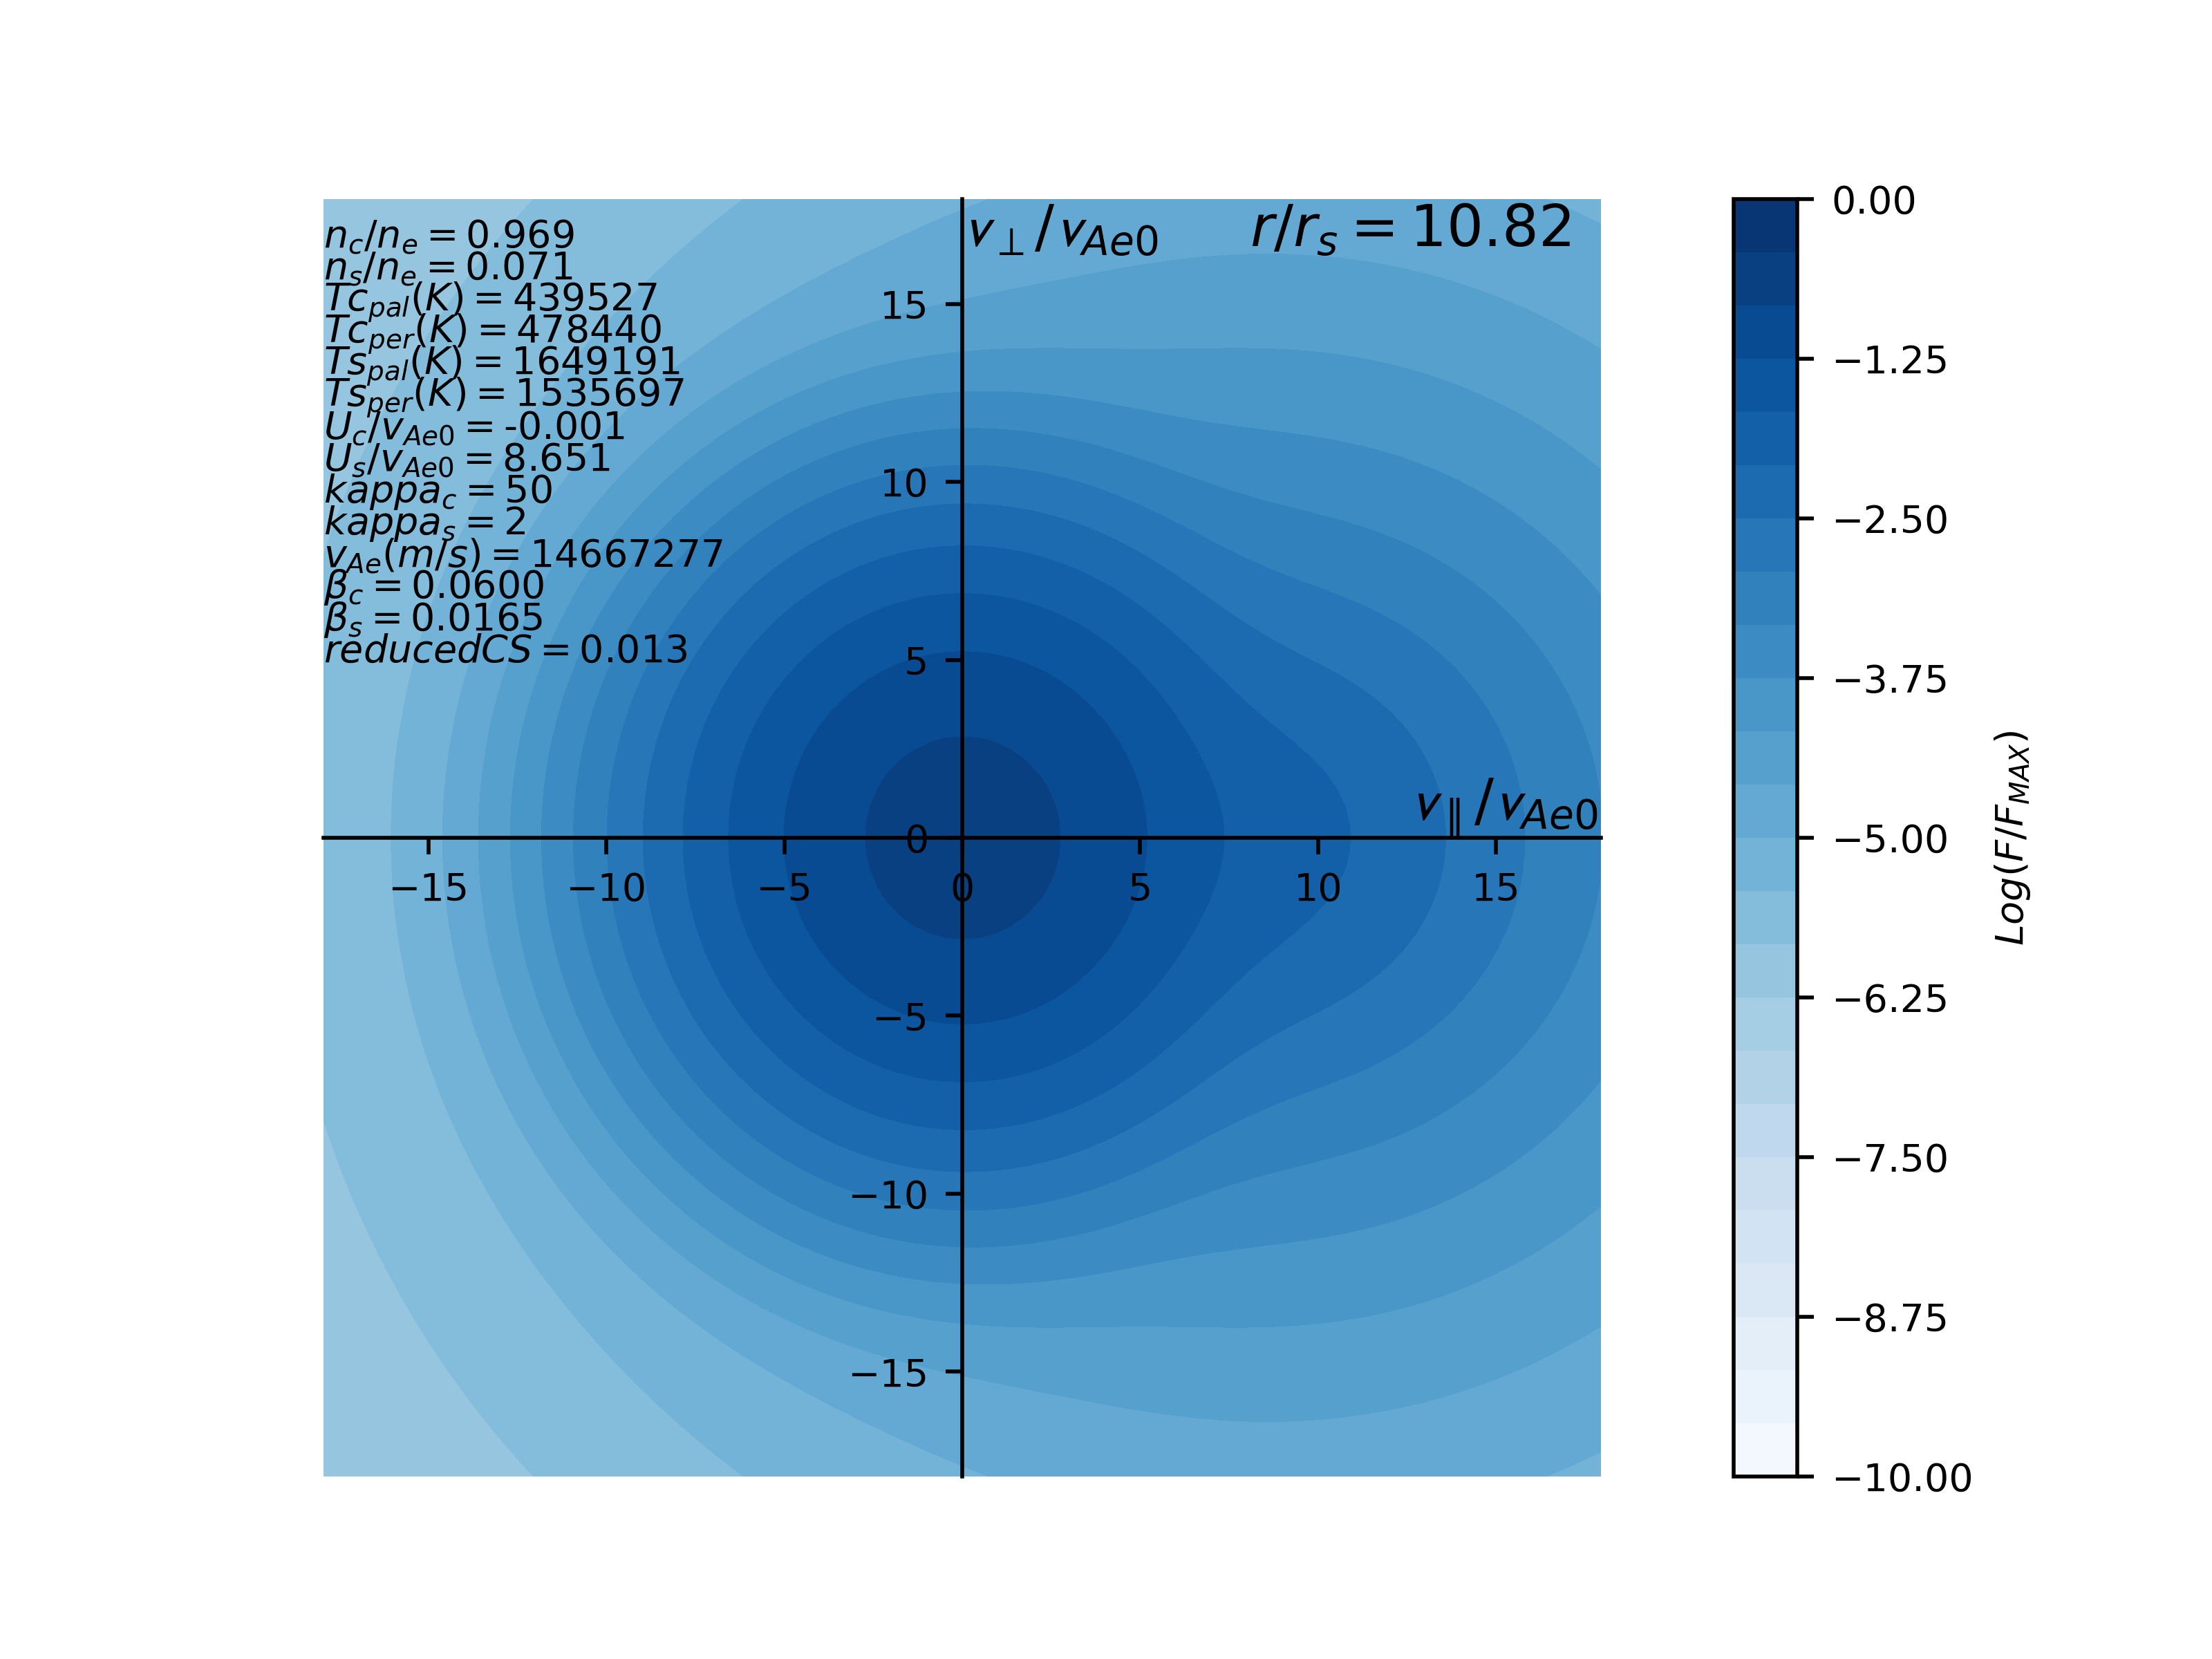 n_c/n_e = 0.969
n_s/n_e = 0.071
Tc_pal(K) = 439527
Tc_per(K) = 478440
Ts_pal(K) = 1649191
Ts_per(K) = 1535697
U_c/v_Ae0 = -0.001
U_s/v_Ae0 = 8.651
kappa_c = 50
kappa_s = 2
v_Ae(m/s) = 14667277
β_c = 0.0600
β_s = 0.0165
reducedCS = 0.013
v_⊥/v_Ae0
r/r_s = 10.82
15
10
5
0
−5
−10
−15
v_∥/v_Ae0
−15 −10 −5 0 5 10 15
0.00
−1.25
−2.50
−3.75
−5.00
−6.25
−7.50
−8.75
−10.00
Log(F/F_MAX)